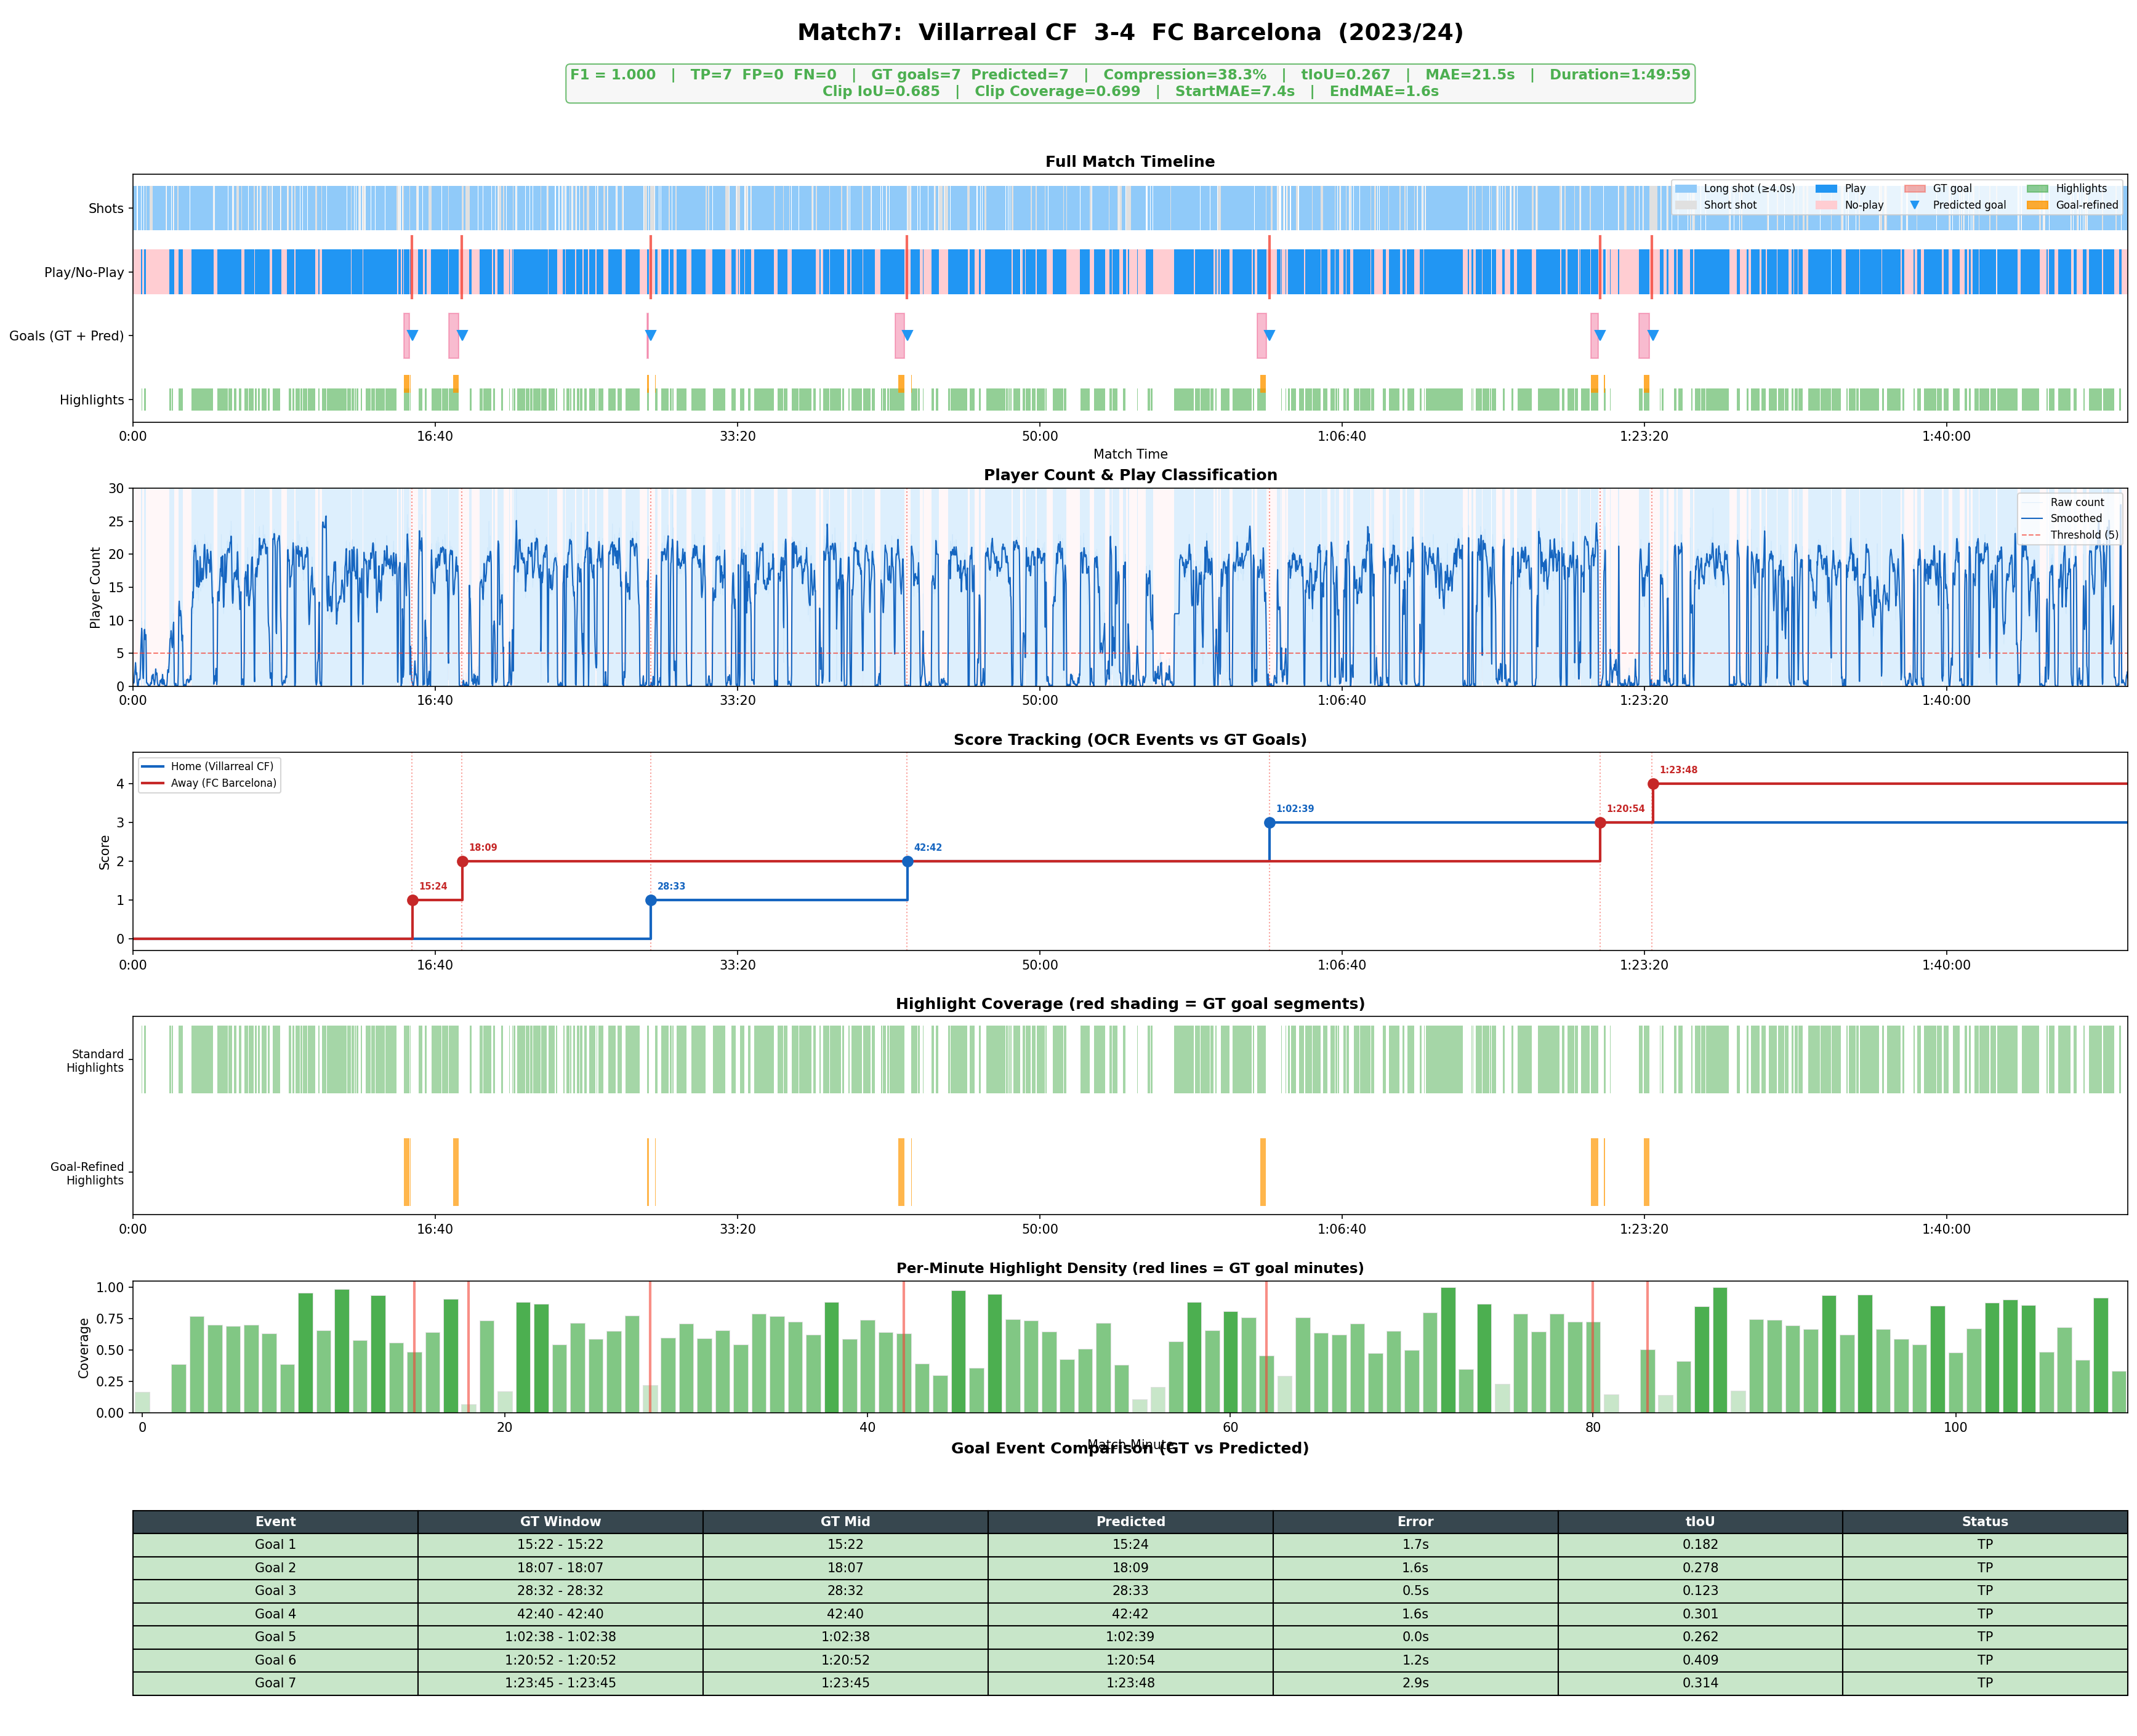 Match7:  Villarreal CF  3-4  FC Barcelona  (2023/24)
F1 = 1.000   |   TP=7  FP=0  FN=0   |   GT goals=7  Predicted=7   |   Compression=38.3%   |   tIoU=0.267   |   MAE=21.5s   |   Duration=1:49:59
Clip IoU=0.685   |   Clip Coverage=0.699   |   StartMAE=7.4s   |   EndMAE=1.6s
Full Match Timeline
Long shot (≥4.0s) Play GT goal Highlights
Short shot No-play Predicted goal Goal-refined
Shots
Play/No-Play
Goals (GT + Pred)
Highlights
0:00 16:40 33:20 50:00 1:06:40 1:23:20 1:40:00
Match Time
Player Count & Play Classification
Raw count
Smoothed
Threshold (5)
Player Count
30
25
20
15
10
5
0
0:00 16:40 33:20 50:00 1:06:40 1:23:20 1:40:00
Score Tracking (OCR Events vs GT Goals)
Home (Villarreal CF)
Away (FC Barcelona)
Score
4
3
2
1
0
1:23:48
1:02:39 1:20:54
18:09 42:42
15:24 28:33
0:00 16:40 33:20 50:00 1:06:40 1:23:20 1:40:00
Highlight Coverage (red shading = GT goal segments)
Standard
Highlights
Goal-Refined
Highlights
0:00 16:40 33:20 50:00 1:06:40 1:23:20 1:40:00
Per-Minute Highlight Density (red lines = GT goal minutes)
Coverage
1.00
0.75
0.50
0.25
0.00
0 20 40 60 80 100
Match Minute
Goal Event Comparison (GT vs Predicted)
Event GT Window GT Mid Predicted Error tIoU Status
Goal 1 15:22 - 15:22 15:22 15:24 1.7s 0.182 TP
Goal 2 18:07 - 18:07 18:07 18:09 1.6s 0.278 TP
Goal 3 28:32 - 28:32 28:32 28:33 0.5s 0.123 TP
Goal 4 42:40 - 42:40 42:40 42:42 1.6s 0.301 TP
Goal 5 1:02:38 - 1:02:38 1:02:38 1:02:39 0.0s 0.262 TP
Goal 6 1:20:52 - 1:20:52 1:20:52 1:20:54 1.2s 0.409 TP
Goal 7 1:23:45 - 1:23:45 1:23:45 1:23:48 2.9s 0.314 TP